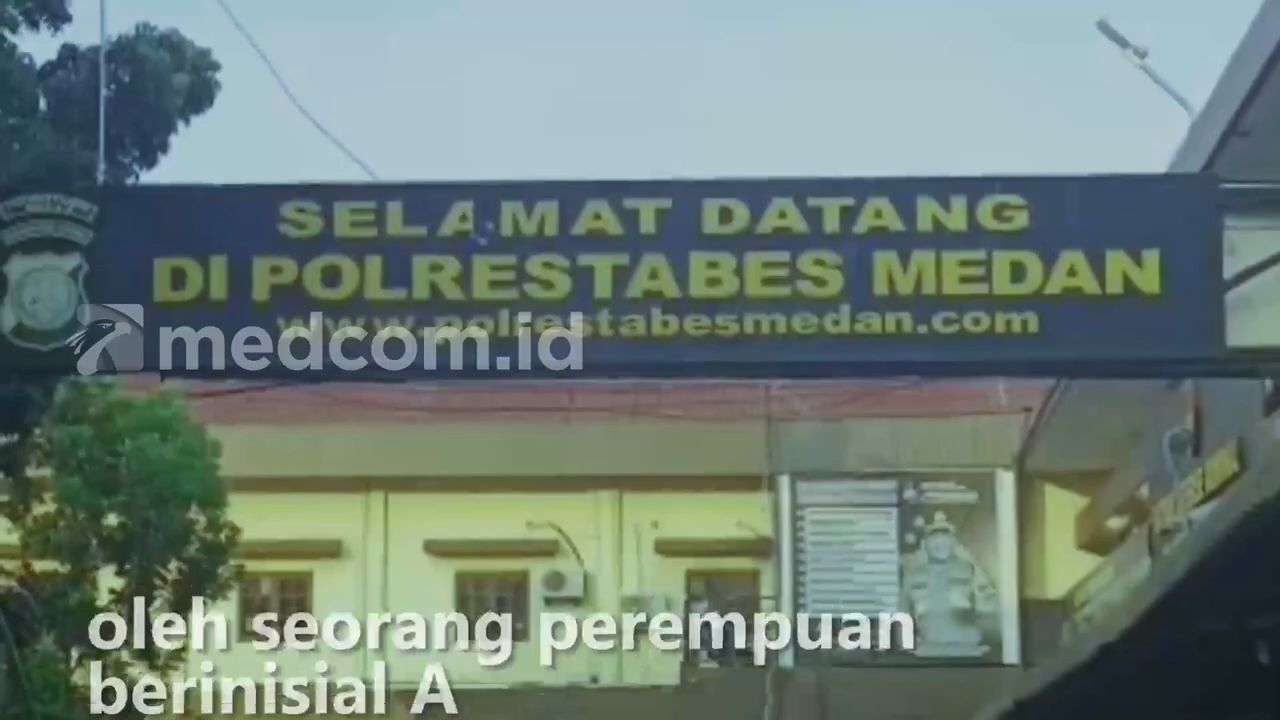 SELAMAT DATANG
DI POLRESTABES MEDAN
www.polrestabesmedan.com
medcom.id
oleh seorang perempuan
berinisial A